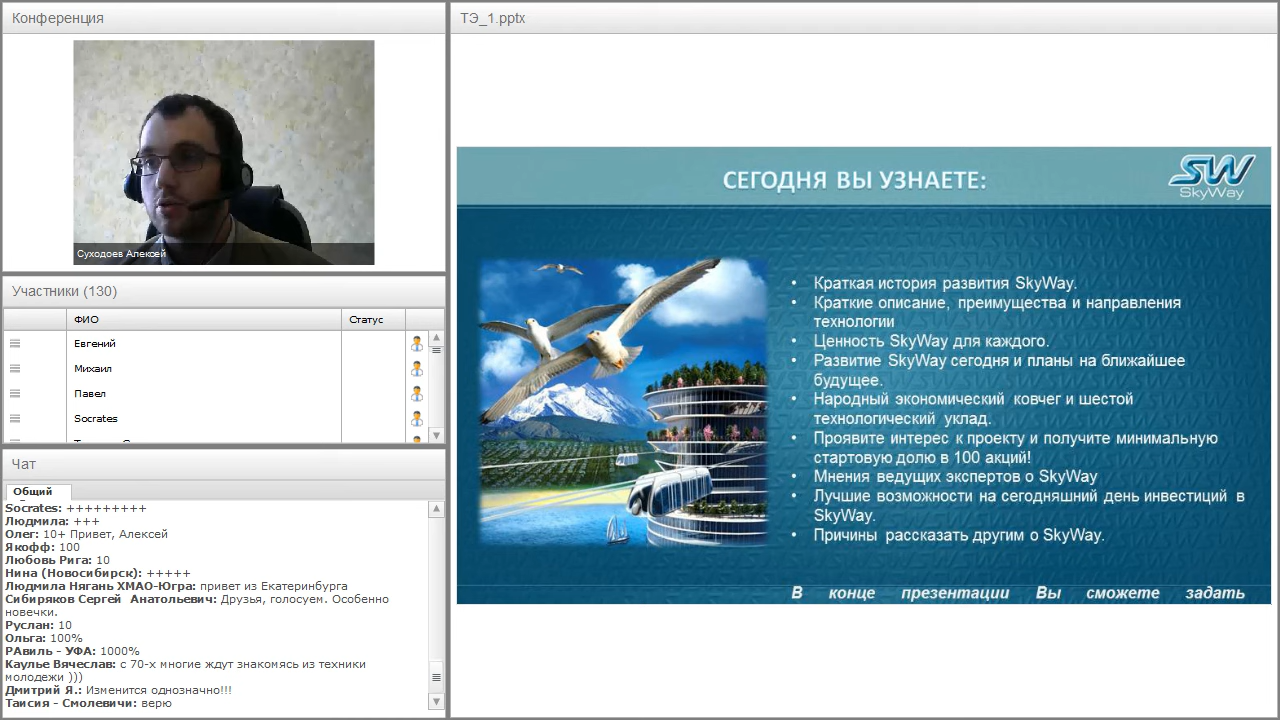 Конференция
Суходоев Алексей
Участники (130)
ФИО
Статус
Евгений
Михаил
Павел
Socrates
Чат
Общий
Socrates: +++++++++
Людмила: +++
Олег: 10+ Привет, Алексей
Якофф: 100
Любовь Рига: 10
Нина (Новосибирск): +++++
Людмила Нягань ХМАО-Югра: привет из Екатеринбурга
Сибиряков Сергей Анатольевич: Друзья, голосуем. Особенно
новечки.
Руслан: 10
Ольга: 100%
РАвиль - УФА: 1000%
Каулье Вячеслав: с 70-х многие ждут знакомясь из техники
молодежи )))
Дмитрий Я.: Изменится однозначно!!!
Таисия - Смолевичи: верю
ТЭ_1.pptx
СЕГОДНЯ ВЫ УЗНАЕТЕ:
SW
SkyWay
• Краткая история развития SkyWay.
• Краткие описание, преимущества и направления
технологии
• Ценность SkyWay для каждого.
• Развитие SkyWay сегодня и планы на ближайшее
будущее.
• Народный экономический ковчег и шестой
технологический уклад.
• Проявите интерес к проекту и получите минимальную
стартовую долю в 100 акций!
• Мнения ведущих экспертов о SkyWay
• Лучшие возможности на сегодняшний день инвестиций в
SkyWay.
• Причины рассказать другим о SkyWay.
В конце презентации Вы сможете задать